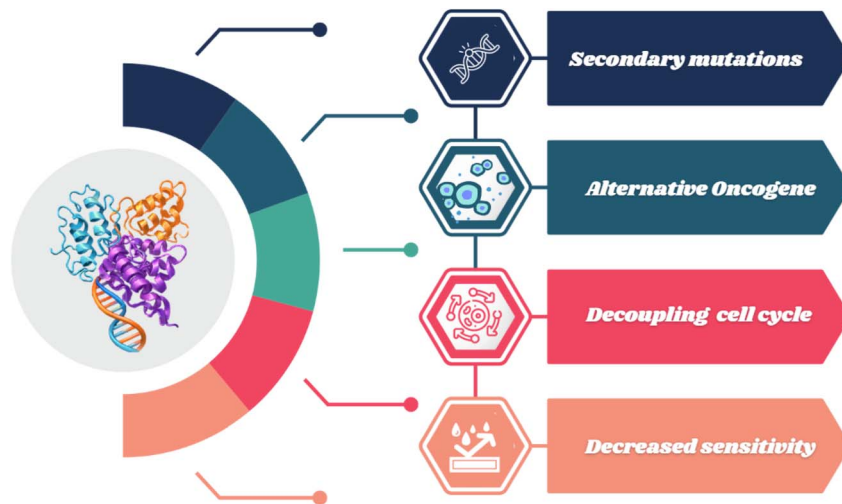 Secondary mutations
Alternative Oncogene
Decoupling cell cycle
Decreased sensitivity